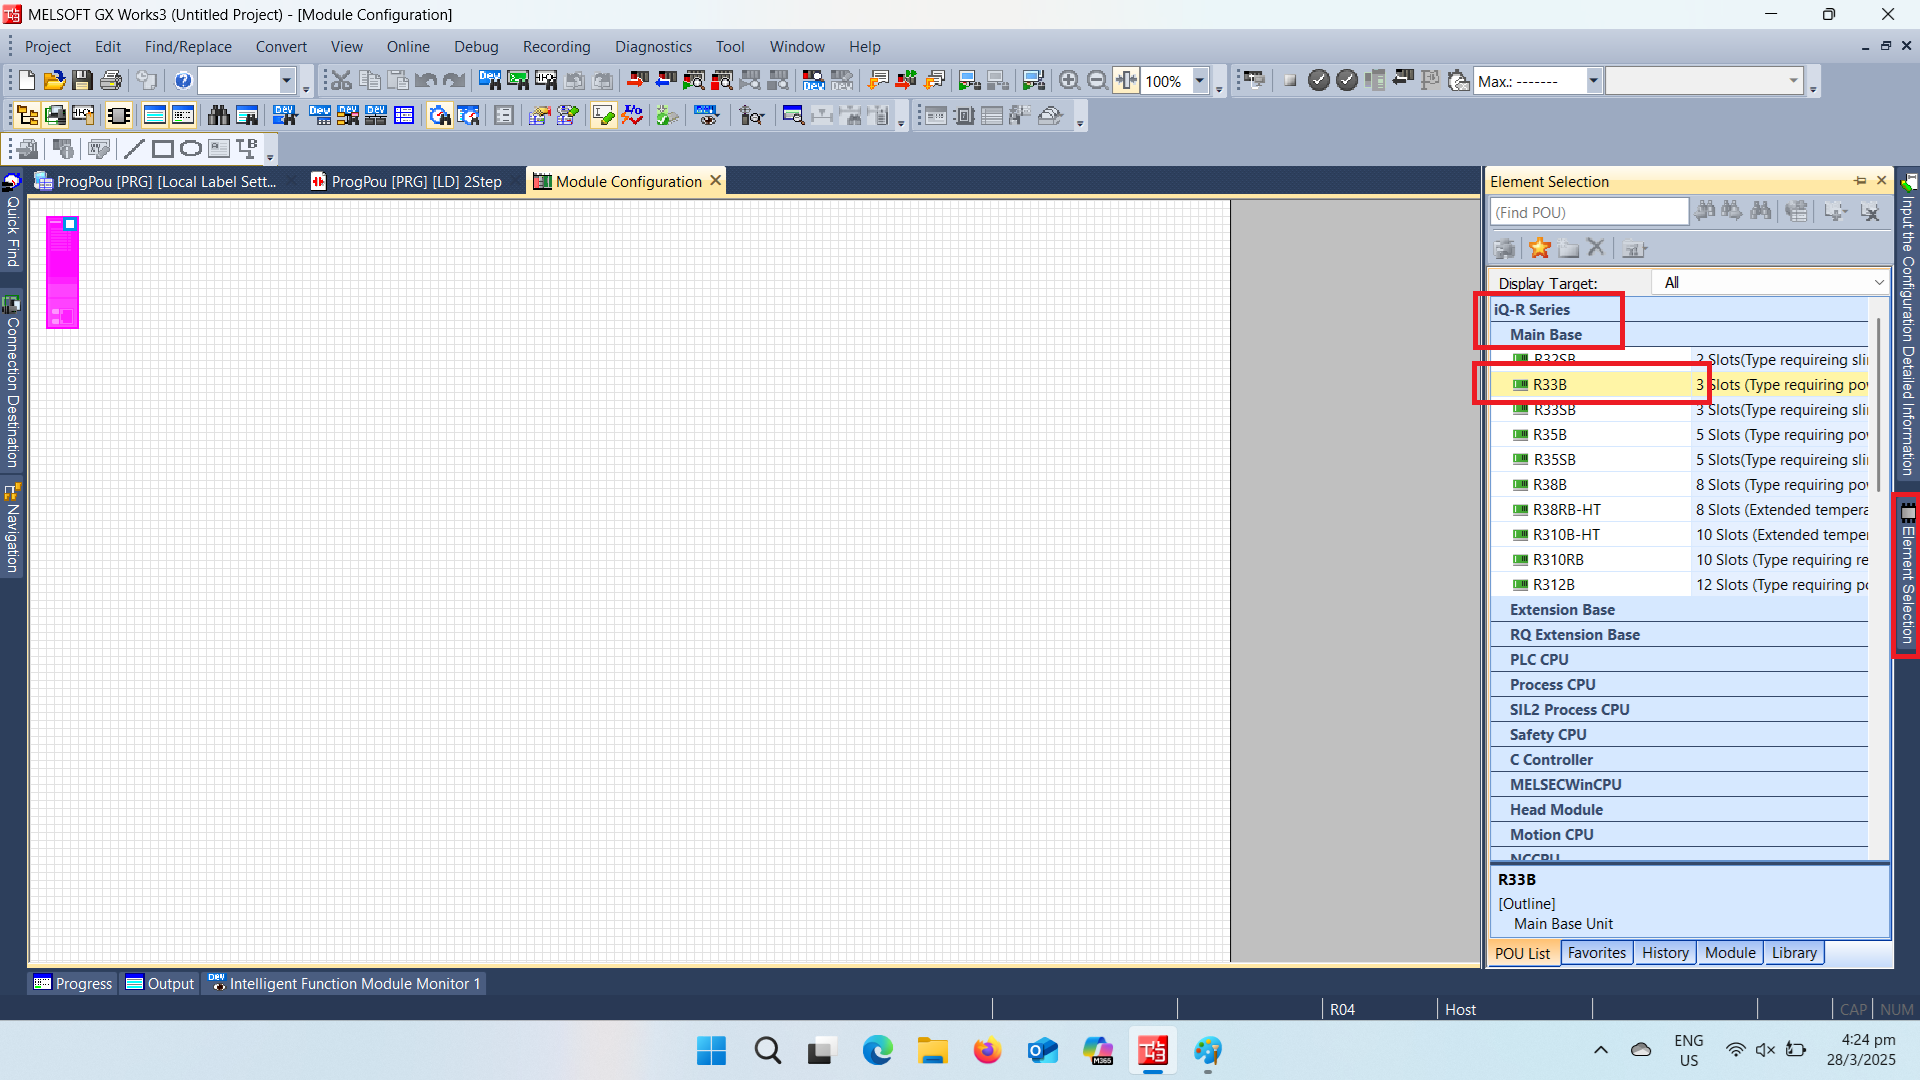 MELSOFT GX Works3 (Untitled Project) - [Module Configuration]
Project Edit Find/Replace Convert View Online Debug Recording Diagnostics Tool Window Help
100% Max.: -------
ProgPou [PRG] [Local Label Sett... ProgPou [PRG] [LD] 2Step Module Configuration
Quick Find
Connection Destination
Navigation
Element Selection
(Find POU)
Display Target: All
iQ-R Series
Main Base
R32SB 2 Slots(Type requireing sli
R33B 3 Slots (Type requiring po
R33SB 3 Slots(Type requireing sli
R35B 5 Slots (Type requiring po
R35SB 5 Slots(Type requireing sli
R38B 8 Slots (Type requiring po
R38RB-HT 8 Slots (Extended tempera
R310B-HT 10 Slots (Extended tempe
R310RB 10 Slots (Type requiring re
R312B 12 Slots (Type requiring p
Extension Base
RQ Extension Base
PLC CPU
Process CPU
SIL2 Process CPU
Safety CPU
C Controller
MELSECWinCPU
Head Module
Motion CPU
NCCPU
R33B
[Outline]
Main Base Unit
POU List Favorites History Module Library
Input the Configuration Detailed Information
Element Selection
Progress Output Intelligent Function Module Monitor 1
R04 Host CAP NUM
ENG
US
4:24 pm
28/3/2025